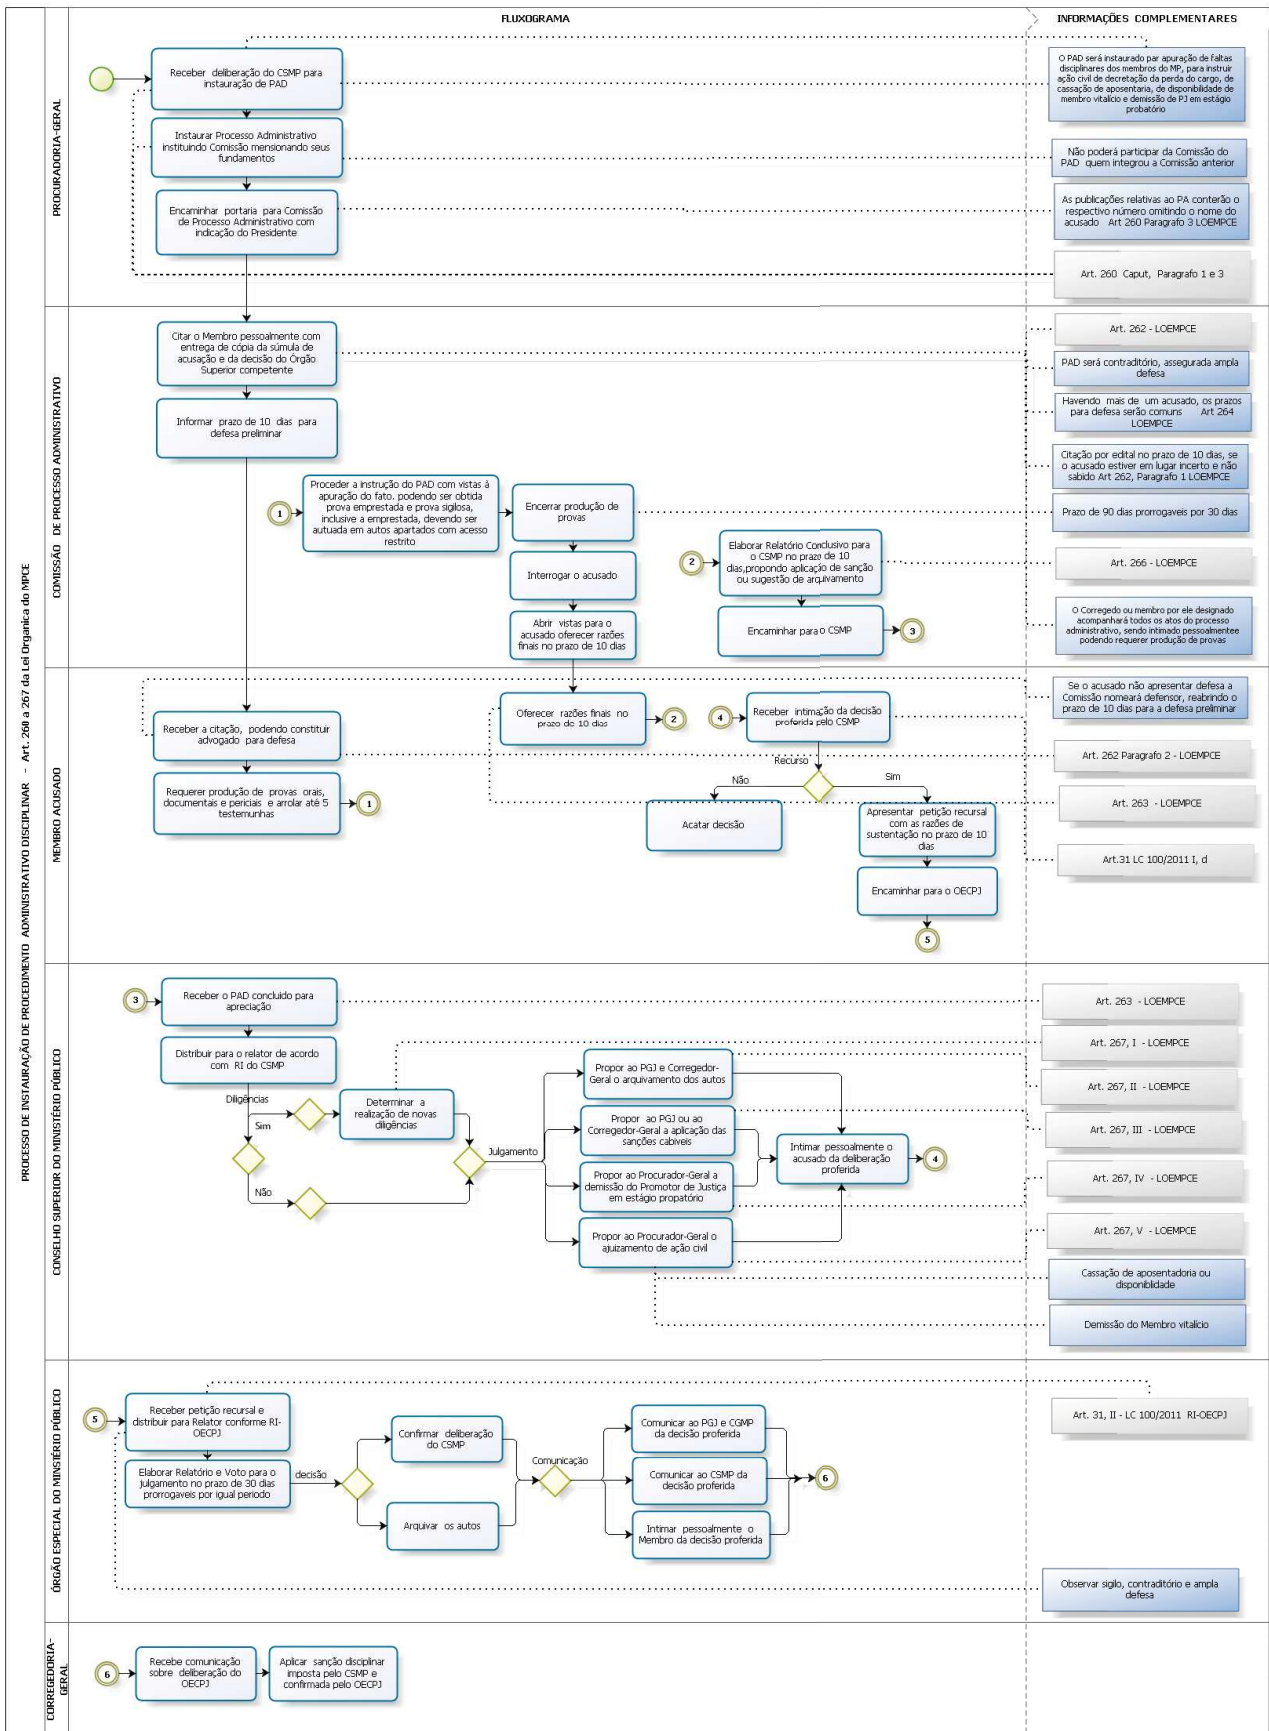 FLUXOGRAMA
INFORMAÇÕES COMPLEMENTARES
PROCESSO DE INSTAURAÇÃO DE PROCEDIMENTO ADMINISTRATIVO DISCIPLINAR - Art. 260 a 267 da Lei Organica do MPCE
PROCURADORIA-GERAL
Receber deliberação do CSMP para
instauração de PAD
Instaurar Processo Administrativo
instituindo Comissão mensionando seus
fundamentos
Encaminhar portaria para Comissão
de Processo Administrativo com
indicação do Presidente
O PAD será instaurado par apuração de faltas
disciplinares dos membros do MP, para instruir
ação civil de decretação da perda do cargo, de
cassação de aposentaria, de disponibilidade de
membro vitalício e demissão de PJ em estágio
probatório
Não poderá participar da Comissão do
PAD quem integrou a Comissão anterior
As publicações relativas ao PA conterão o
respectivo número omitindo o nome do
acusado Art 260 Paragrafo 3 LOEMPCE
Art. 260 Caput, Paragrafo 1 e 3
COMISSÃO DE PROCESSO ADMINISTRATIVO
Citar o Membro pessoalmente com
entrega de cópia da súmula de
acusação e da decisão do Órgão
Superior competente
Informar prazo de 10 dias para
defesa preliminar
1
Proceder a instrução do PAD com vistas à
apuração do fato. podendo ser obtida
prova emprestada e prova sigilosa,
inclusive a emprestada, devendo ser
autuada em autos apartados com acesso
restrito
Encerrar produção de
provas
Interrogar o acusado
Abrir vistas para o
acusado oferecer razões
finais no prazo de 10 dias
2
Elaborar Relatório Conclusivo para
o CSMP no prazo de 10
dias,propondo aplicação de sanção
ou sugestão de arquivamento
Encaminhar para o CSMP
3
Art. 262 - LOEMPCE
PAD será contraditório, assegurada ampla
defesa
Havendo mais de um acusado, os prazos
para defesa serão comuns Art 264
LOEMPCE
Citação por edital no prazo de 10 dias, se
o acusado estiver em lugar incerto e não
sabido Art 262, Paragrafo 1 LOEMPCE
Prazo de 90 dias prorrogaveis por 30 dias
Art. 266 - LOEMPCE
O Corregedo ou membro por ele designado
acompanhará todos os atos do processo
administrativo, sendo intimado pessoalmentee
podendo requerer produção de provas
MEMBRO ACUSADO
Receber a citação, podendo constituir
advogado para defesa
Requerer produção de provas orais,
documentais e periciais e arrolar até 5
testemunhas
1
Oferecer razões finais no
prazo de 10 dias
2
4
Receber intimação da decisão
proferida pelo CSMP
Recurso
Não
Sim
Acatar decisão
Apresentar petição recursal
com as razões de
sustentação no prazo de 10
dias
Encaminhar para o OECPJ
5
Se o acusado não apresentar defesa a
Comissão nomeará defensor, reabrindo o
prazo de 10 dias para a defesa preliminar
Art. 262 Paragrafo 2 - LOEMPCE
Art. 263 - LOEMPCE
Art.31 LC 100/2011 I, d
CONSELHO SUPERIOR DO MINISTÉRIO PÚBLICO
3
Receber o PAD concluido para
apreciação
Distribuir para o relator de acordo
com RI do CSMP
Diligências
Sim
Não
Determinar a
realização de novas
diligências
Julgamento
Propor ao PGJ e Corregedor-
Geral o arquivamento dos autos
Propor ao PGJ ou ao
Corregedor-Geral a aplicação das
sanções cabiveis
Propor ao Procurador-Geral a
demissão do Promotor de Justiça
em estágio propatório
Propor ao Procurador-Geral o
ajuizamento de ação civil
Intimar pessoalmente o
acusado da deliberação
proferida
4
Art. 263 - LOEMPCE
Art. 267, I - LOEMPCE
Art. 267, II - LOEMPCE
Art. 267, III - LOEMPCE
Art. 267, IV - LOEMPCE
Art. 267, V - LOEMPCE
Cassação de aposentadoria ou
disponiblidade
Demissão do Membro vitalício
ÓRGÃO ESPECIAL DO MINSTÉRIO PÚBLICO
5
Receber petição recursal e
distribuir para Relator conforme RI-
OECPJ
Elaborar Relatório e Voto para o
julgamento no prazo de 30 dias
prorrogaveis por igual periodo
decisão
Confirmar deliberação
do CSMP
Arquivar os autos
Comunicação
Comunicar ao PGJ e CGMP
da decisão proferida
Comunicar ao CSMP da
decisão proferida
Intimar pessoalmente o
Membro da decisão proferida
6
Art. 31, II - LC 100/2011 RI-OECPJ
Observar sigilo, contraditório e ampla
defesa
CORREGEDORIA-
GERAL
6
Recebe comunicação
sobre deliberação do
OECPJ
Aplicar sanção disciplinar
imposta pelo CSMP e
confirmada pelo OECPJ